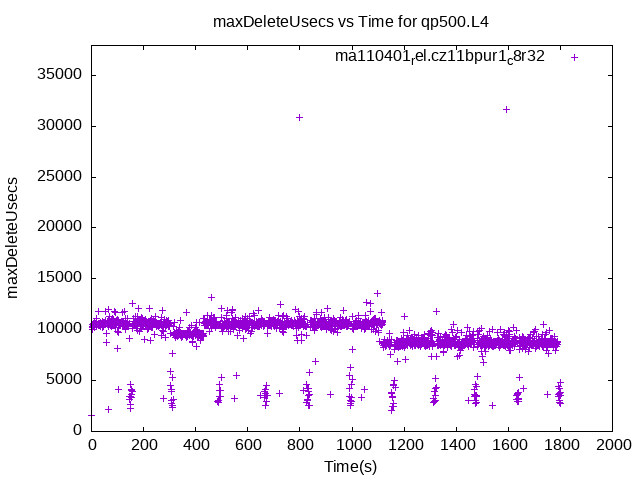 maxDeleteUsecs vs Time for qp500.L4
ma110401_rel.cz11bpur1_c8r32
35000
30000
25000
20000
15000
10000
5000
0
maxDeleteUsecs
0 200 400 600 800 1000 1200 1400 1600 1800 2000
Time(s)